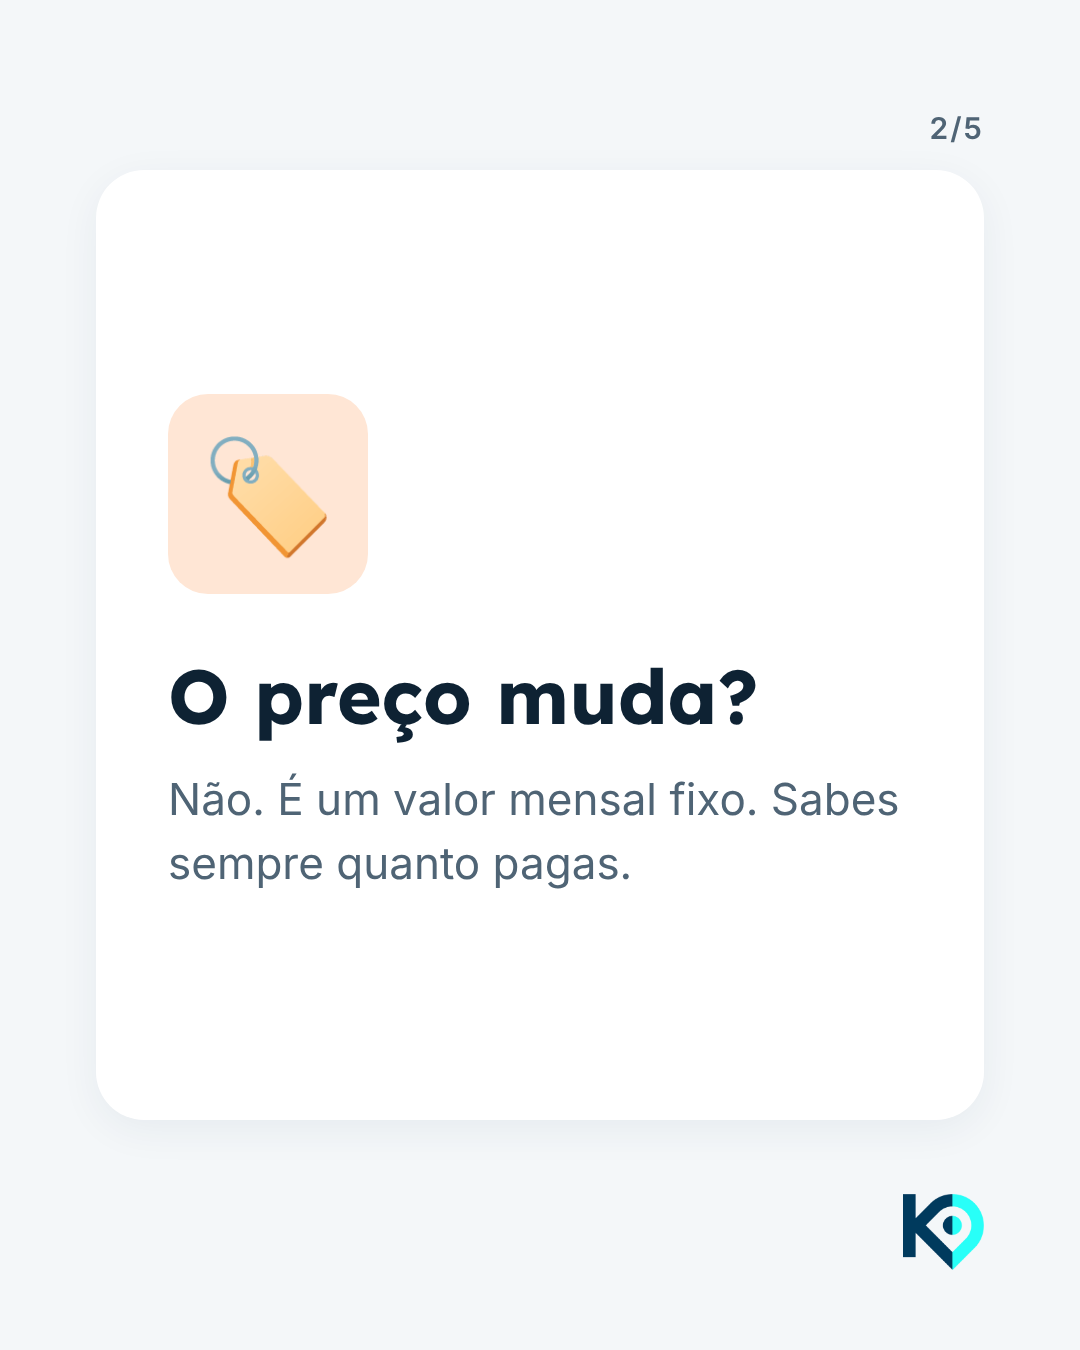 2/5
O preço muda?
Não. É um valor mensal fixo. Sabes
sempre quanto pagas.